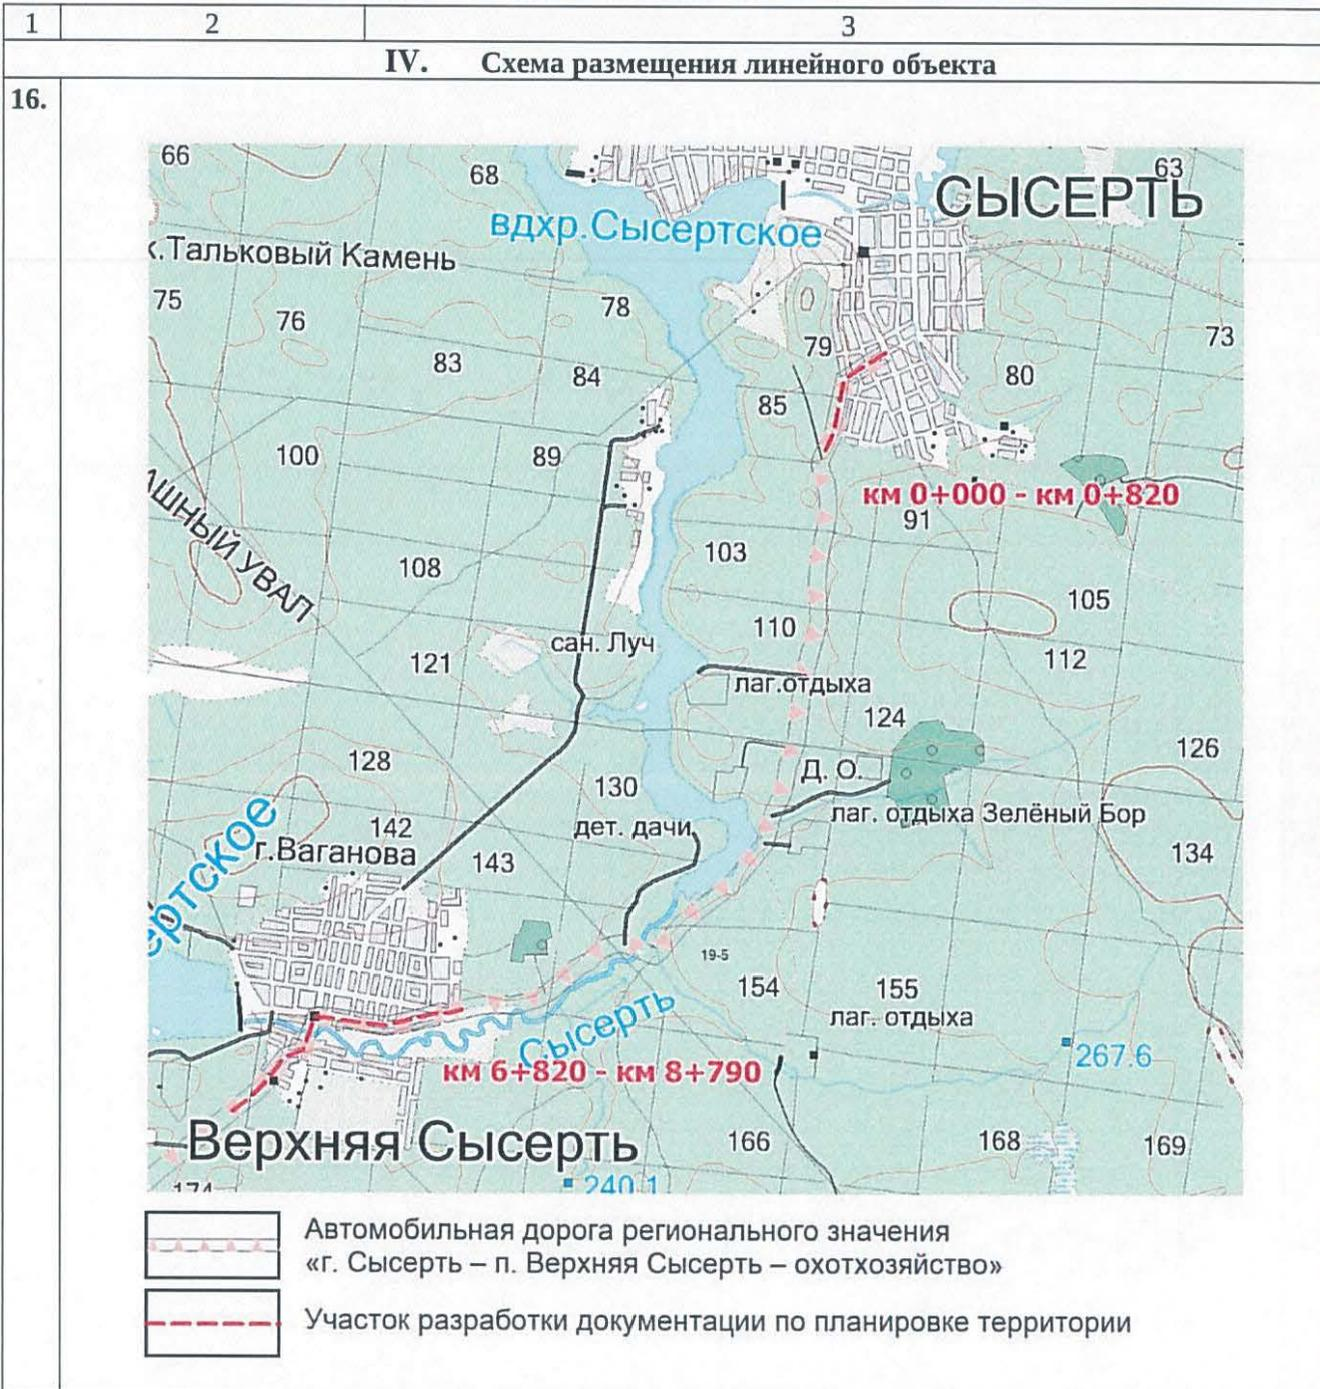 1 2 3
IV. Схема размещения линейного объекта
16.
66
68
63
СЫСЕРТЬ
вдхр.Сысертское
к.Тальковый Камень
75
76
78
79
73
83
84
80
85
100
89
км 0+000 - км 0+820
91
АШНЫЙ УВАЛ
103
108
105
110
112
сан. Луч
121
лаг.отдыха
124
126
128
130
Д. О.
лаг. отдыха Зелёный Бор
142
дет. дачи
г.Ваганова
143
134
ертское
19-5
154
155
лаг. отдыха
Сысерть
267.6
км 6+820 - км 8+790
Верхняя Сысерть
166
168
169
174
240.1
Автомобильная дорога регионального значения
«г. Сысерть – п. Верхняя Сысерть – охотхозяйство»
Участок разработки документации по планировке территории